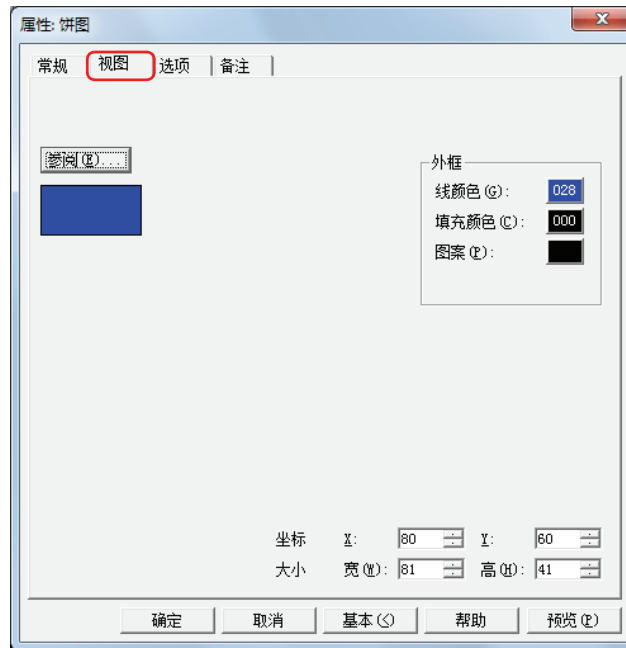 属性: 饼图
常规 视图 选项 备注
参阅(E)...
外框
线颜色(G): 028
填充颜色(C): 000
图案(P):
坐标 X: 80 Y: 60
大小 宽(W): 81 高(H): 41
确定 取消 基本(<) 帮助 预览(P)